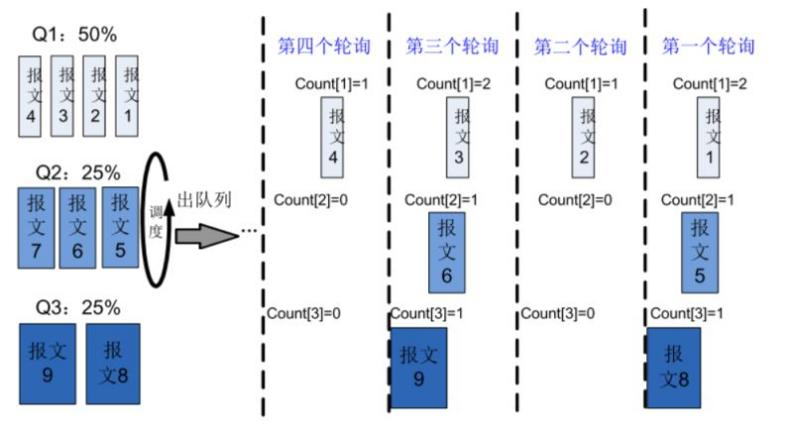 Q1：50%
报文4
报文3
报文2
报文1
Q2：25%
报文7
报文6
报文5
调度
出队列
...
Q3：25%
报文9
报文8
第四个轮询
第三个轮询
第二个轮询
第一个轮询
Count[1]=1
Count[1]=2
Count[1]=1
Count[1]=2
报文4
报文3
报文2
报文1
Count[2]=0
Count[2]=1
Count[2]=0
Count[2]=1
报文6
报文5
Count[3]=0
Count[3]=1
Count[3]=0
Count[3]=1
报文9
报文8